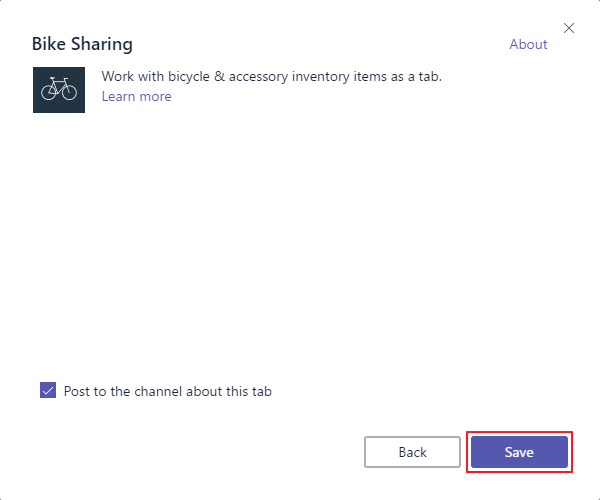 Bike Sharing
About
Work with bicycle & accessory inventory items as a tab.
Learn more
Post to the channel about this tab
Back
Save